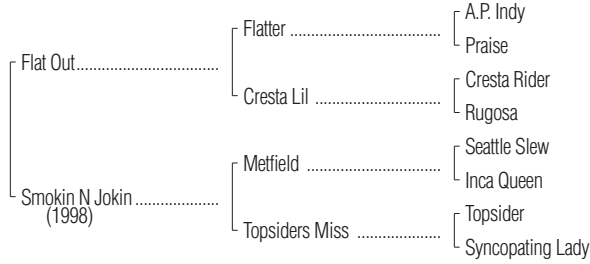 A.P. Indy
Flatter
Praise
Flat Out
Cresta Rider
Cresta Lil
Rugosa
Seattle Slew
Metfield
Inca Queen
Smokin N Jokin
(1998)
Topsider
Topsiders Miss
Syncopating Lady